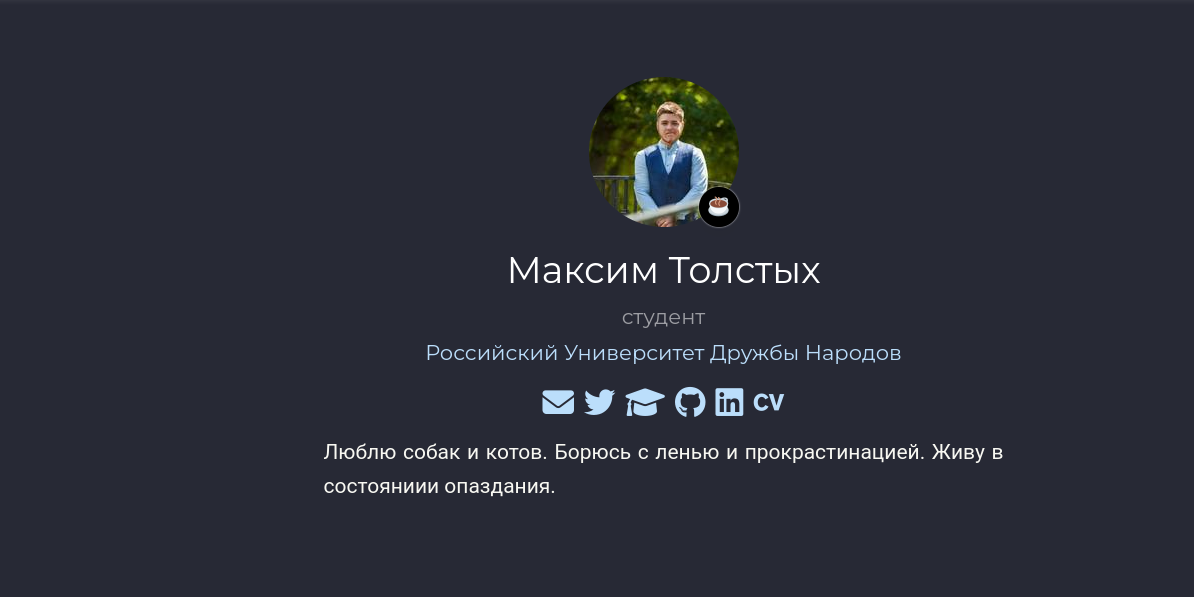 Максим Толстых
студент
Российский Университет Дружбы Народов
CV
Люблю собак и котов. Борюсь с ленью и прокрастинацией. Живу в
состояниии опаздания.